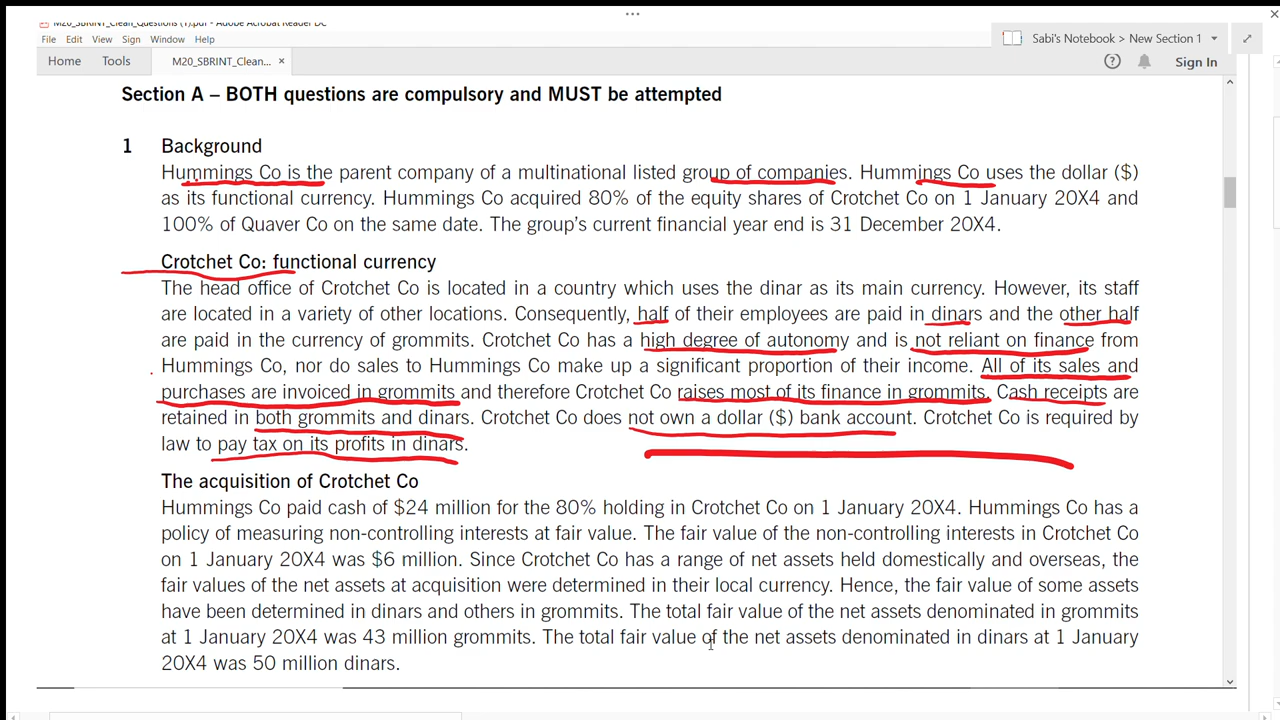 M20_SBRINT_Clean_Questions (1).pdf - Adobe Acrobat Reader DC
File Edit View Sign Window Help
Sabi's Notebook > New Section 1
Home Tools M20_SBRINT_Clean... × Sign In
Section A – BOTH questions are compulsory and MUST be attempted
1 Background
Hummings Co is the parent company of a multinational listed group of companies. Hummings Co uses the dollar ($)
as its functional currency. Hummings Co acquired 80% of the equity shares of Crotchet Co on 1 January 20X4 and
100% of Quaver Co on the same date. The group's current financial year end is 31 December 20X4.
Crotchet Co: functional currency
The head office of Crotchet Co is located in a country which uses the dinar as its main currency. However, its staff
are located in a variety of other locations. Consequently, half of their employees are paid in dinars and the other half
are paid in the currency of grommits. Crotchet Co has a high degree of autonomy and is not reliant on finance from
Hummings Co, nor do sales to Hummings Co make up a significant proportion of their income. All of its sales and
purchases are invoiced in grommits and therefore Crotchet Co raises most of its finance in grommits. Cash receipts are
retained in both grommits and dinars. Crotchet Co does not own a dollar ($) bank account. Crotchet Co is required by
law to pay tax on its profits in dinars.
The acquisition of Crotchet Co
Hummings Co paid cash of $24 million for the 80% holding in Crotchet Co on 1 January 20X4. Hummings Co has a
policy of measuring non-controlling interests at fair value. The fair value of the non-controlling interests in Crotchet Co
on 1 January 20X4 was $6 million. Since Crotchet Co has a range of net assets held domestically and overseas, the
fair values of the net assets at acquisition were determined in their local currency. Hence, the fair value of some assets
have been determined in dinars and others in grommits. The total fair value of the net assets denominated in grommits
at 1 January 20X4 was 43 million grommits. The total fair value of the net assets denominated in dinars at 1 January
20X4 was 50 million dinars.